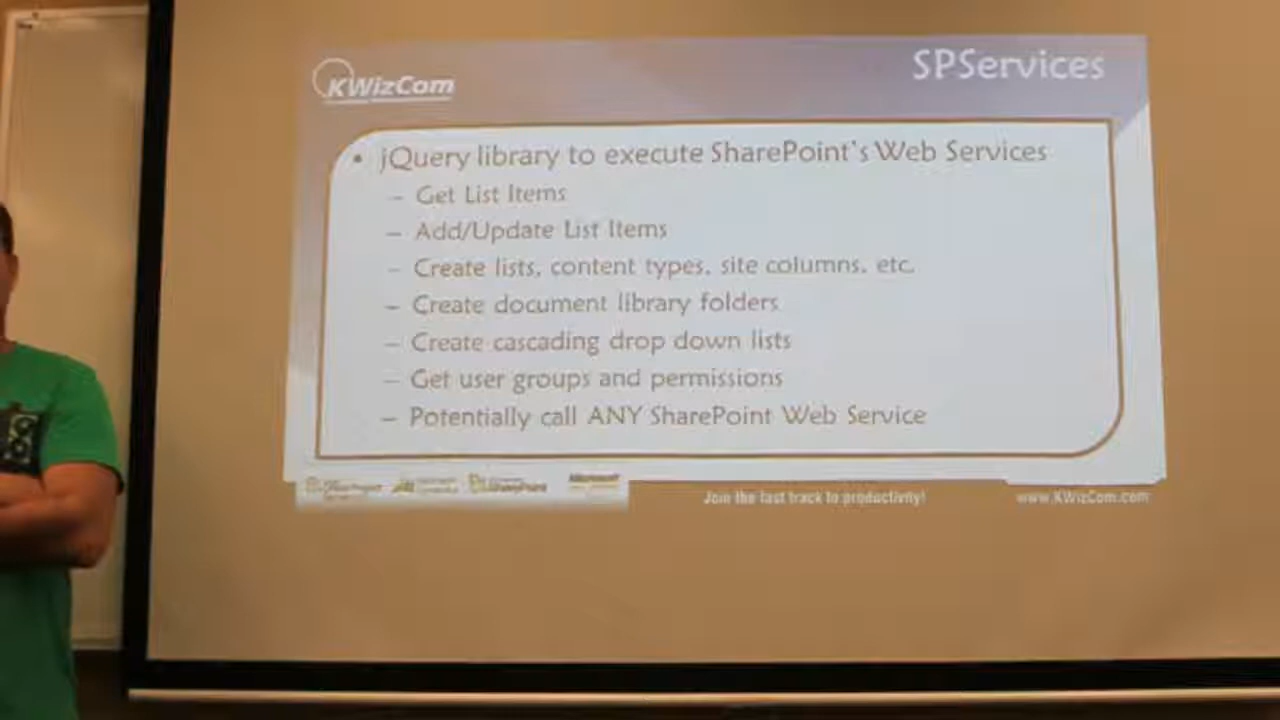 KWizCom
SPServices
• jQuery library to execute SharePoint's Web Services
– Get List Items
– Add/Update List Items
– Create lists, content types, site columns, etc.
– Create document library folders
– Create cascading drop down lists
– Get user groups and permissions
– Potentially call ANY SharePoint Web Service
Microsoft
Join the fast track to productivity!
www.KWizCom.com